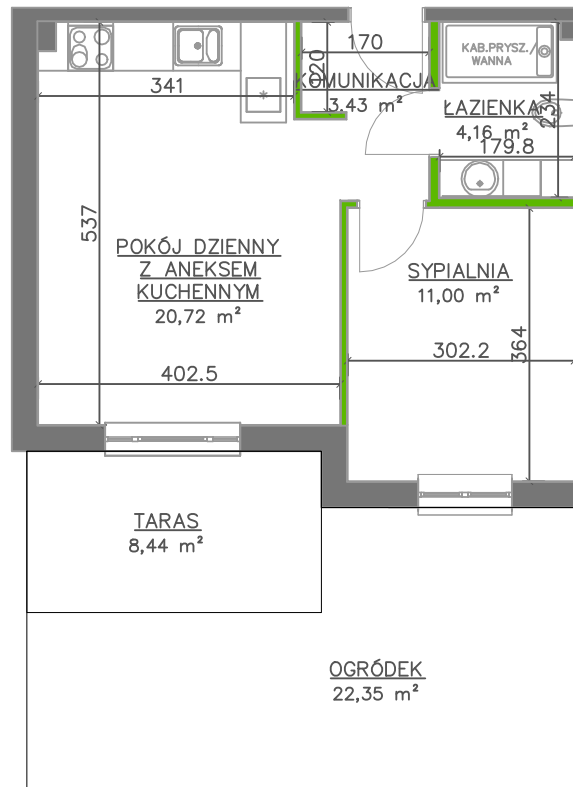 170
KAB.PRYSZ./
WANNA
341
KOMUNIKACJA
3.43 m²
ŁAZIENKA
4,16 m²
234
179.8
537
POKÓJ DZIENNY
Z ANEKSEM
KUCHENNYM
20,72 m²
SYPIALNIA
11,00 m²
364
302.2
402.5
TARAS
8,44 m²
OGRÓDEK
22,35 m²